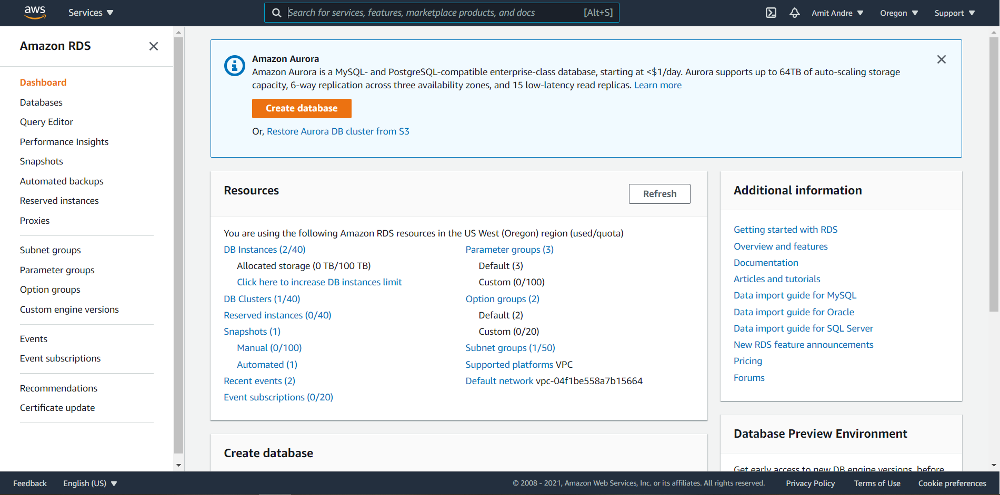 aws
Services
Search for services, features, marketplace products, and docs [Alt+S]
Amit Andre
Oregon
Support
Amazon RDS
Dashboard
Databases
Query Editor
Performance Insights
Snapshots
Automated backups
Reserved instances
Proxies
Subnet groups
Parameter groups
Option groups
Custom engine versions
Events
Event subscriptions
Recommendations
Certificate update
Amazon Aurora
Amazon Aurora is a MySQL- and PostgreSQL-compatible enterprise-class database, starting at <$1/day. Aurora supports up to 64TB of auto-scaling storage
capacity, 6-way replication across three availability zones, and 15 low-latency read replicas. Learn more
Create database
Or, Restore Aurora DB cluster from S3
Resources
Refresh
You are using the following Amazon RDS resources in the US West (Oregon) region (used/quota)
DB Instances (2/40)
Allocated storage (0 TB/100 TB)
Click here to increase DB instances limit
DB Clusters (1/40)
Reserved instances (0/40)
Snapshots (1)
Manual (0/100)
Automated (1)
Recent events (2)
Event subscriptions (0/20)
Parameter groups (3)
Default (3)
Custom (0/100)
Option groups (2)
Default (2)
Custom (0/20)
Subnet groups (1/50)
Supported platforms VPC
Default network vpc-04f1be558a7b15664
Additional information
Getting started with RDS
Overview and features
Documentation
Articles and tutorials
Data import guide for MySQL
Data import guide for Oracle
Data import guide for SQL Server
New RDS feature announcements
Pricing
Forums
Create database
Database Preview Environment
Get early access to new DB engine versions, before
Feedback
English (US)
© 2008 - 2021, Amazon Web Services, Inc. or its affiliates. All rights reserved.
Privacy Policy
Terms of Use
Cookie preferences